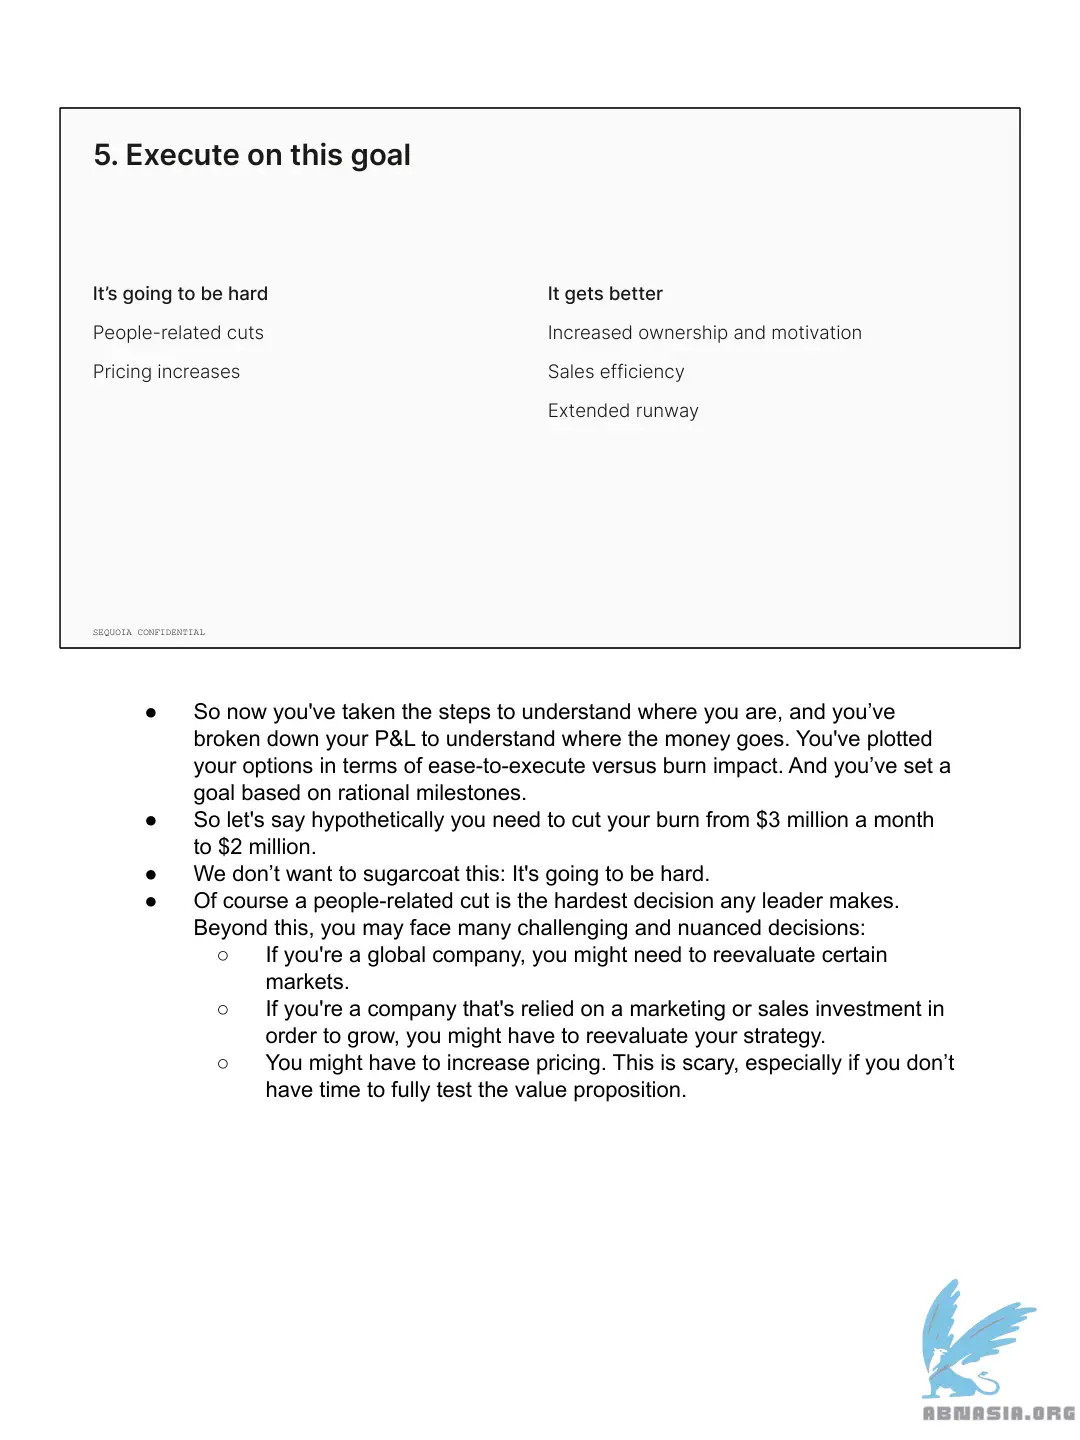 5. Execute on this goal
It’s going to be hard
People-related cuts
Pricing increases
It gets better
Increased ownership and motivation
Sales efficiency
Extended runway
SEQUOIA CONFIDENTIAL
● So now you've taken the steps to understand where you are, and you’ve
broken down your P&L to understand where the money goes. You've plotted
your options in terms of ease-to-execute versus burn impact. And you’ve set a
goal based on rational milestones.
● So let's say hypothetically you need to cut your burn from $3 million a month
to $2 million.
● We don’t want to sugarcoat this: It's going to be hard.
● Of course a people-related cut is the hardest decision any leader makes.
Beyond this, you may face many challenging and nuanced decisions:
○ If you're a global company, you might need to reevaluate certain
markets.
○ If you're a company that's relied on a marketing or sales investment in
order to grow, you might have to reevaluate your strategy.
○ You might have to increase pricing. This is scary, especially if you don’t
have time to fully test the value proposition.
ABNASIA.ORG